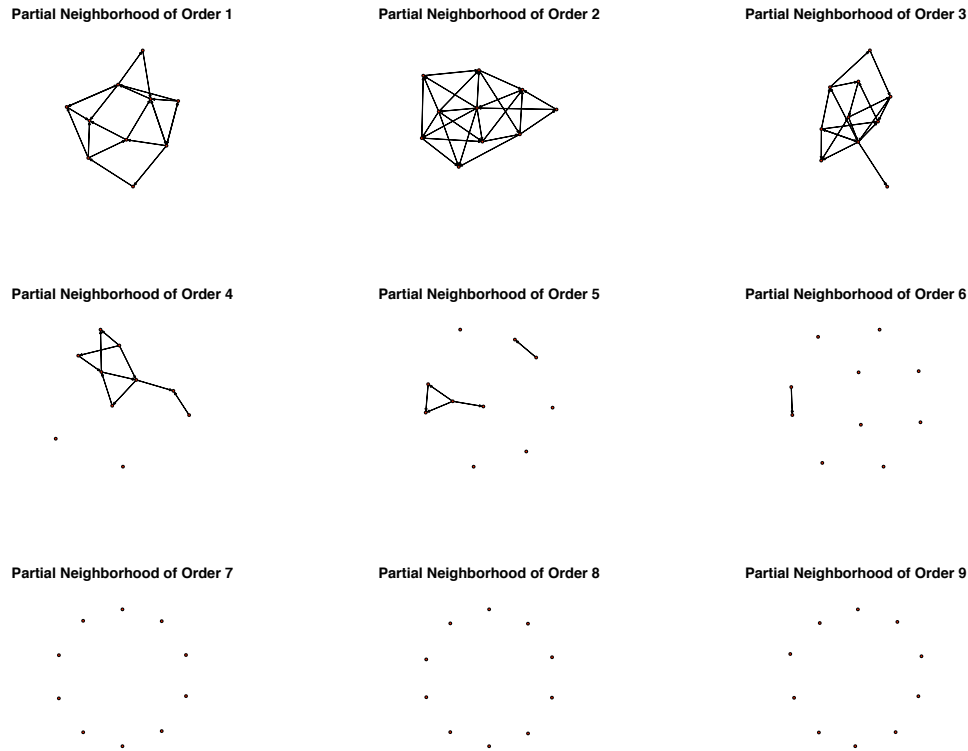 Partial Neighborhood of Order 1
Partial Neighborhood of Order 2
Partial Neighborhood of Order 3
Partial Neighborhood of Order 4
Partial Neighborhood of Order 5
Partial Neighborhood of Order 6
Partial Neighborhood of Order 7
Partial Neighborhood of Order 8
Partial Neighborhood of Order 9